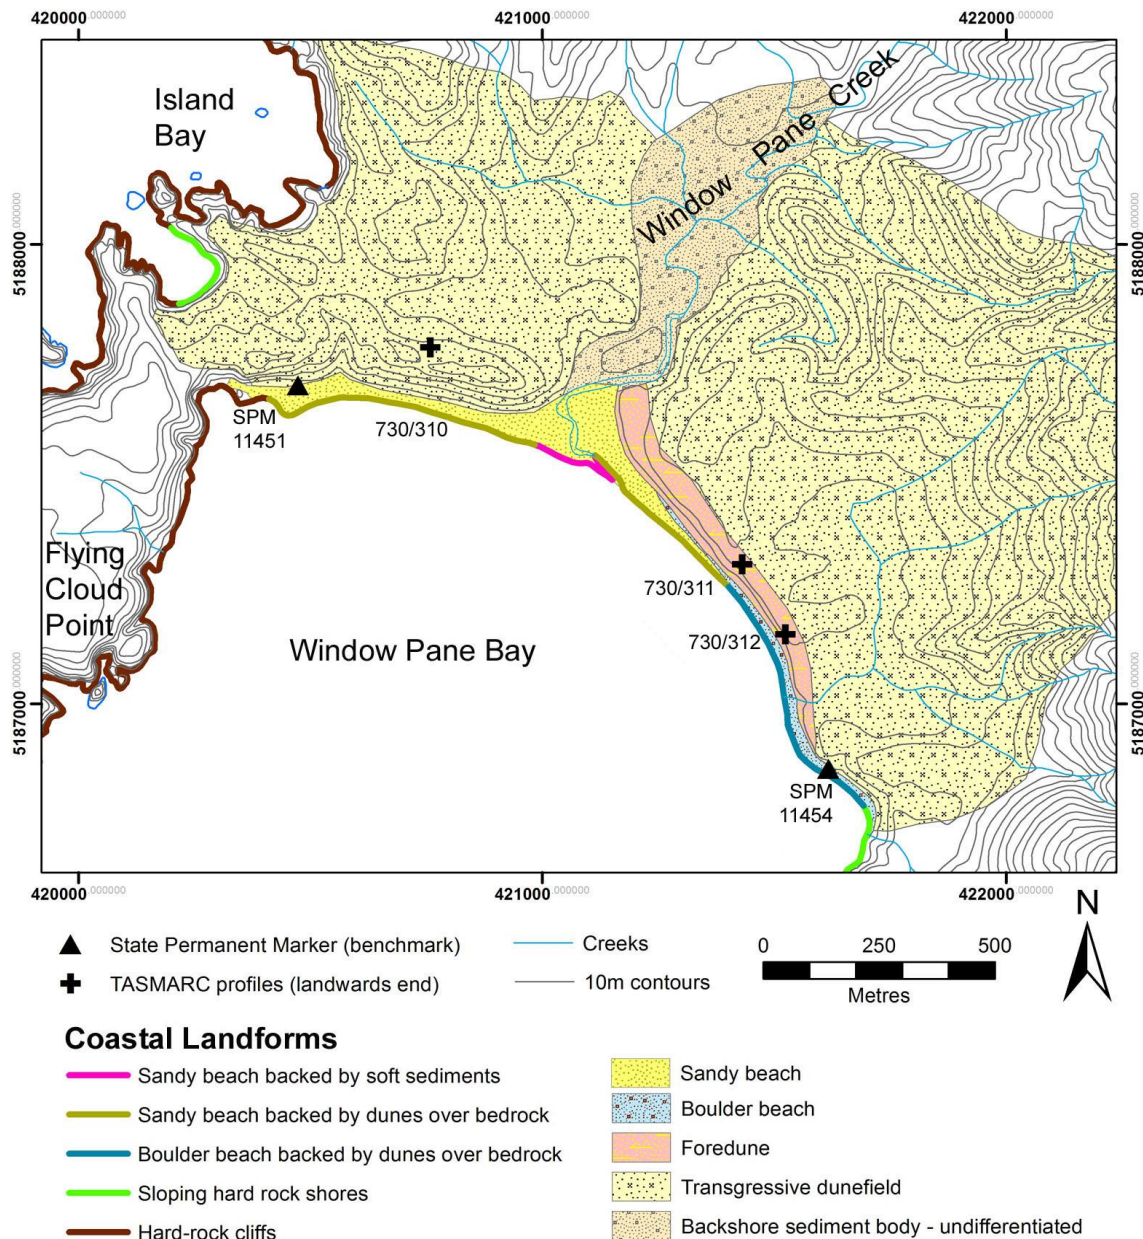 420000.000000 421000.000000 422000.000000
Island
Bay
Window Pane Creek
5188000.000000
5188000.000000
SPM
11451
730/310
Flying
Cloud
Point
730/311
730/312
Window Pane Bay
5187000.000000
5187000.000000
SPM
11454
420000.000000 421000.000000 422000.000000
N
State Permanent Marker (benchmark)
Creeks
0 250 500
TASMARC profiles (landwards end)
10m contours
Metres
Coastal Landforms
Sandy beach backed by soft sediments
Sandy beach
Sandy beach backed by dunes over bedrock
Boulder beach
Boulder beach backed by dunes over bedrock
Foredune
Sloping hard rock shores
Transgressive dunefield
Hard-rock cliffs
Backshore sediment body - undifferentiated